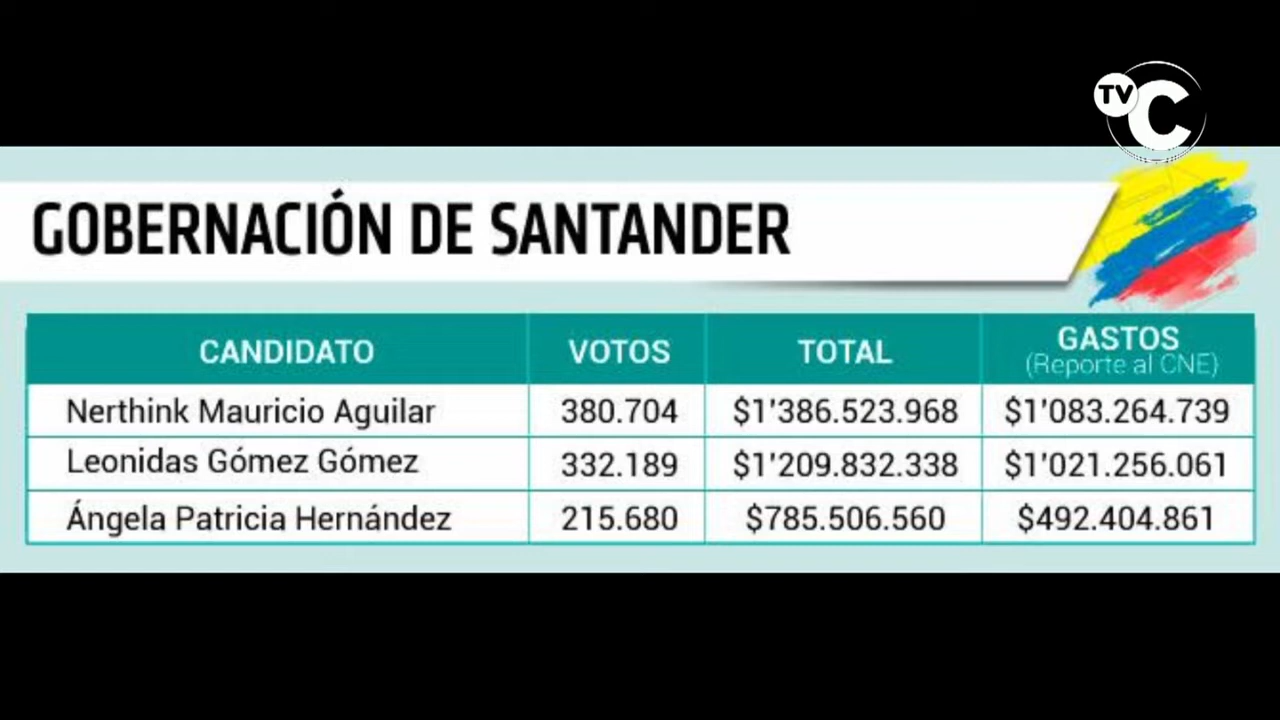 TV C
GOBERNACIÓN DE SANTANDER
CANDIDATO VOTOS TOTAL GASTOS (Reporte al CNE)
Nerthink Mauricio Aguilar 380.704 $1'386.523.968 $1'083.264.739
Leonidas Gómez Gómez 332.189 $1'209.832.338 $1'021.256.061
Ángela Patricia Hernández 215.680 $785.506.560 $492.404.861